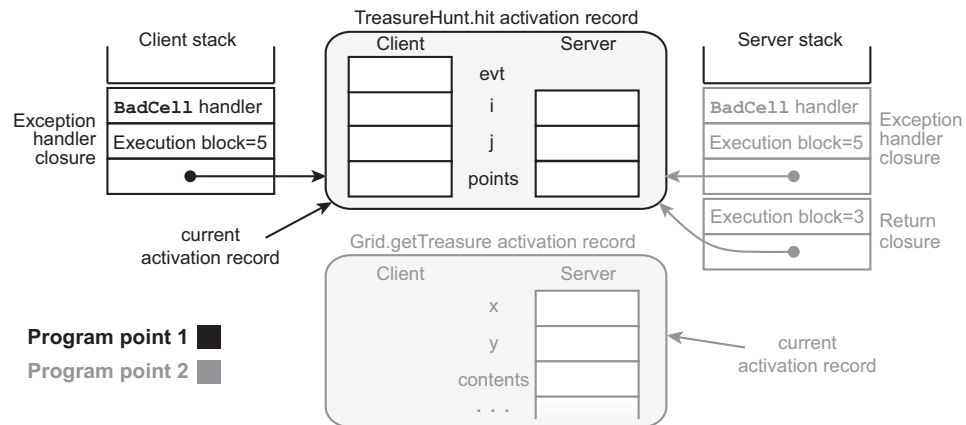 TreasureHunt.hit activation record
Client stack
Client
Server
Server stack
evt
i
j
points
Exception
handler
closure
BadCell handler
Execution block=5
BadCell handler
Execution block=5
Exception
handler
closure
Execution block=3
Return
closure
current
activation record
Grid.getTreasure activation record
Client
Server
x
y
contents
. . .
current
activation record
Program point 1
Program point 2